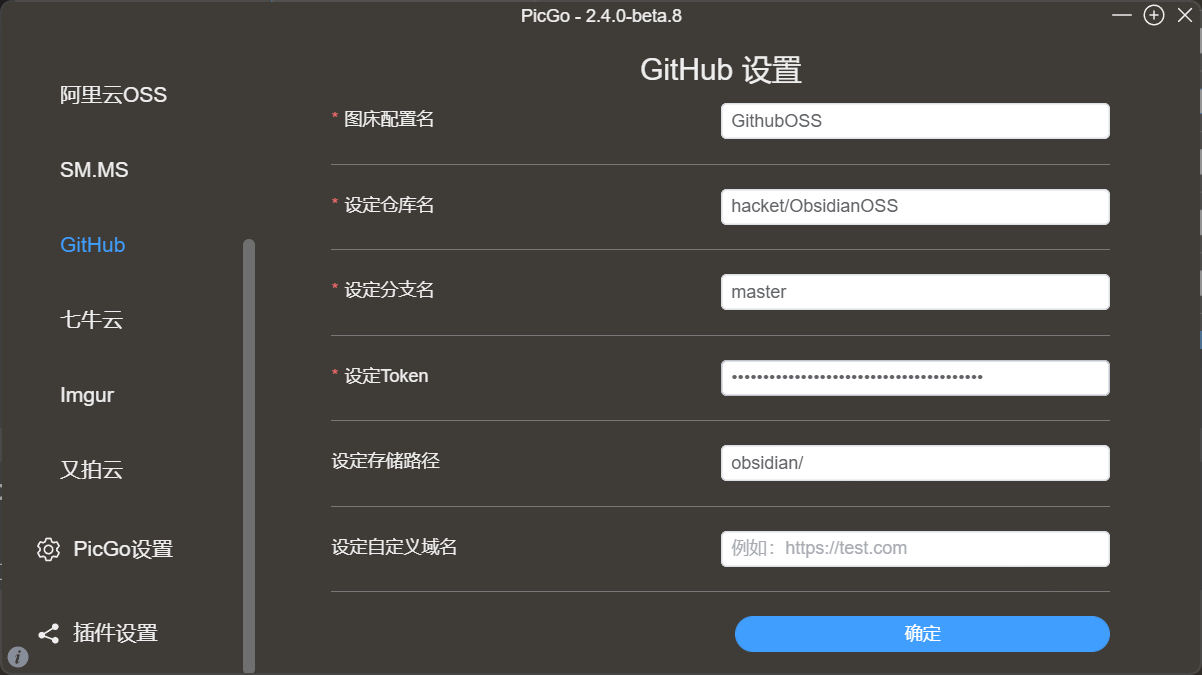 PicGo - 2.4.0-beta.8
阿里云OSS
SM.MS
GitHub
七牛云
Imgur
又拍云
PicGo设置
插件设置
GitHub 设置
* 图床配置名
GithubOSS
* 设定仓库名
hacket/ObsidianOSS
* 设定分支名
master
* 设定Token
••••••••••••••••••••••••••••••••••••••••
设定存储路径
obsidian/
设定自定义域名
例如：https://test.com
确定